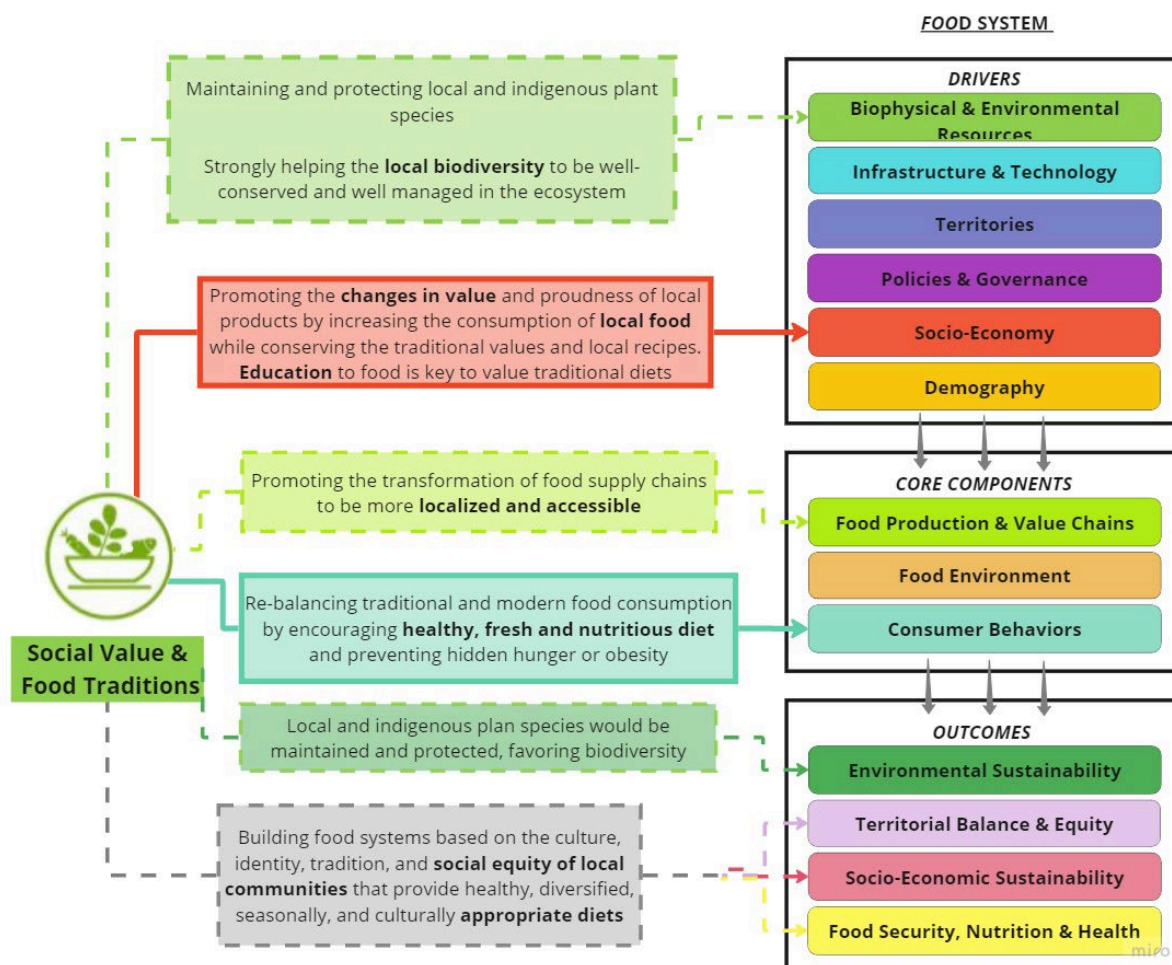 FOOD SYSTEM
Maintaining and protecting local and indigenous plant
species
Strongly helping the local biodiversity to be well-
conserved and well managed in the ecosystem
Promoting the changes in value and proudness of local
products by increasing the consumption of local food
while conserving the traditional values and local recipes.
Education to food is key to value traditional diets
Promoting the transformation of food supply chains
to be more localized and accessible
Re-balancing traditional and modern food consumption
by encouraging healthy, fresh and nutritious diet
and preventing hidden hunger or obesity
Social Value &
Food Traditions
Local and indigenous plan species would be
maintained and protected, favoring biodiversity
Building food systems based on the culture,
identity, tradition, and social equity of local
communities that provide healthy, diversified,
seasonally, and culturally appropriate diets
DRIVERS
Biophysical & Environmental
Resources
Infrastructure & Technology
Territories
Policies & Governance
Socio-Economy
Demography
CORE COMPONENTS
Food Production & Value Chains
Food Environment
Consumer Behaviors
OUTCOMES
Environmental Sustainability
Territorial Balance & Equity
Socio-Economic Sustainability
Food Security, Nutrition & Health
miro